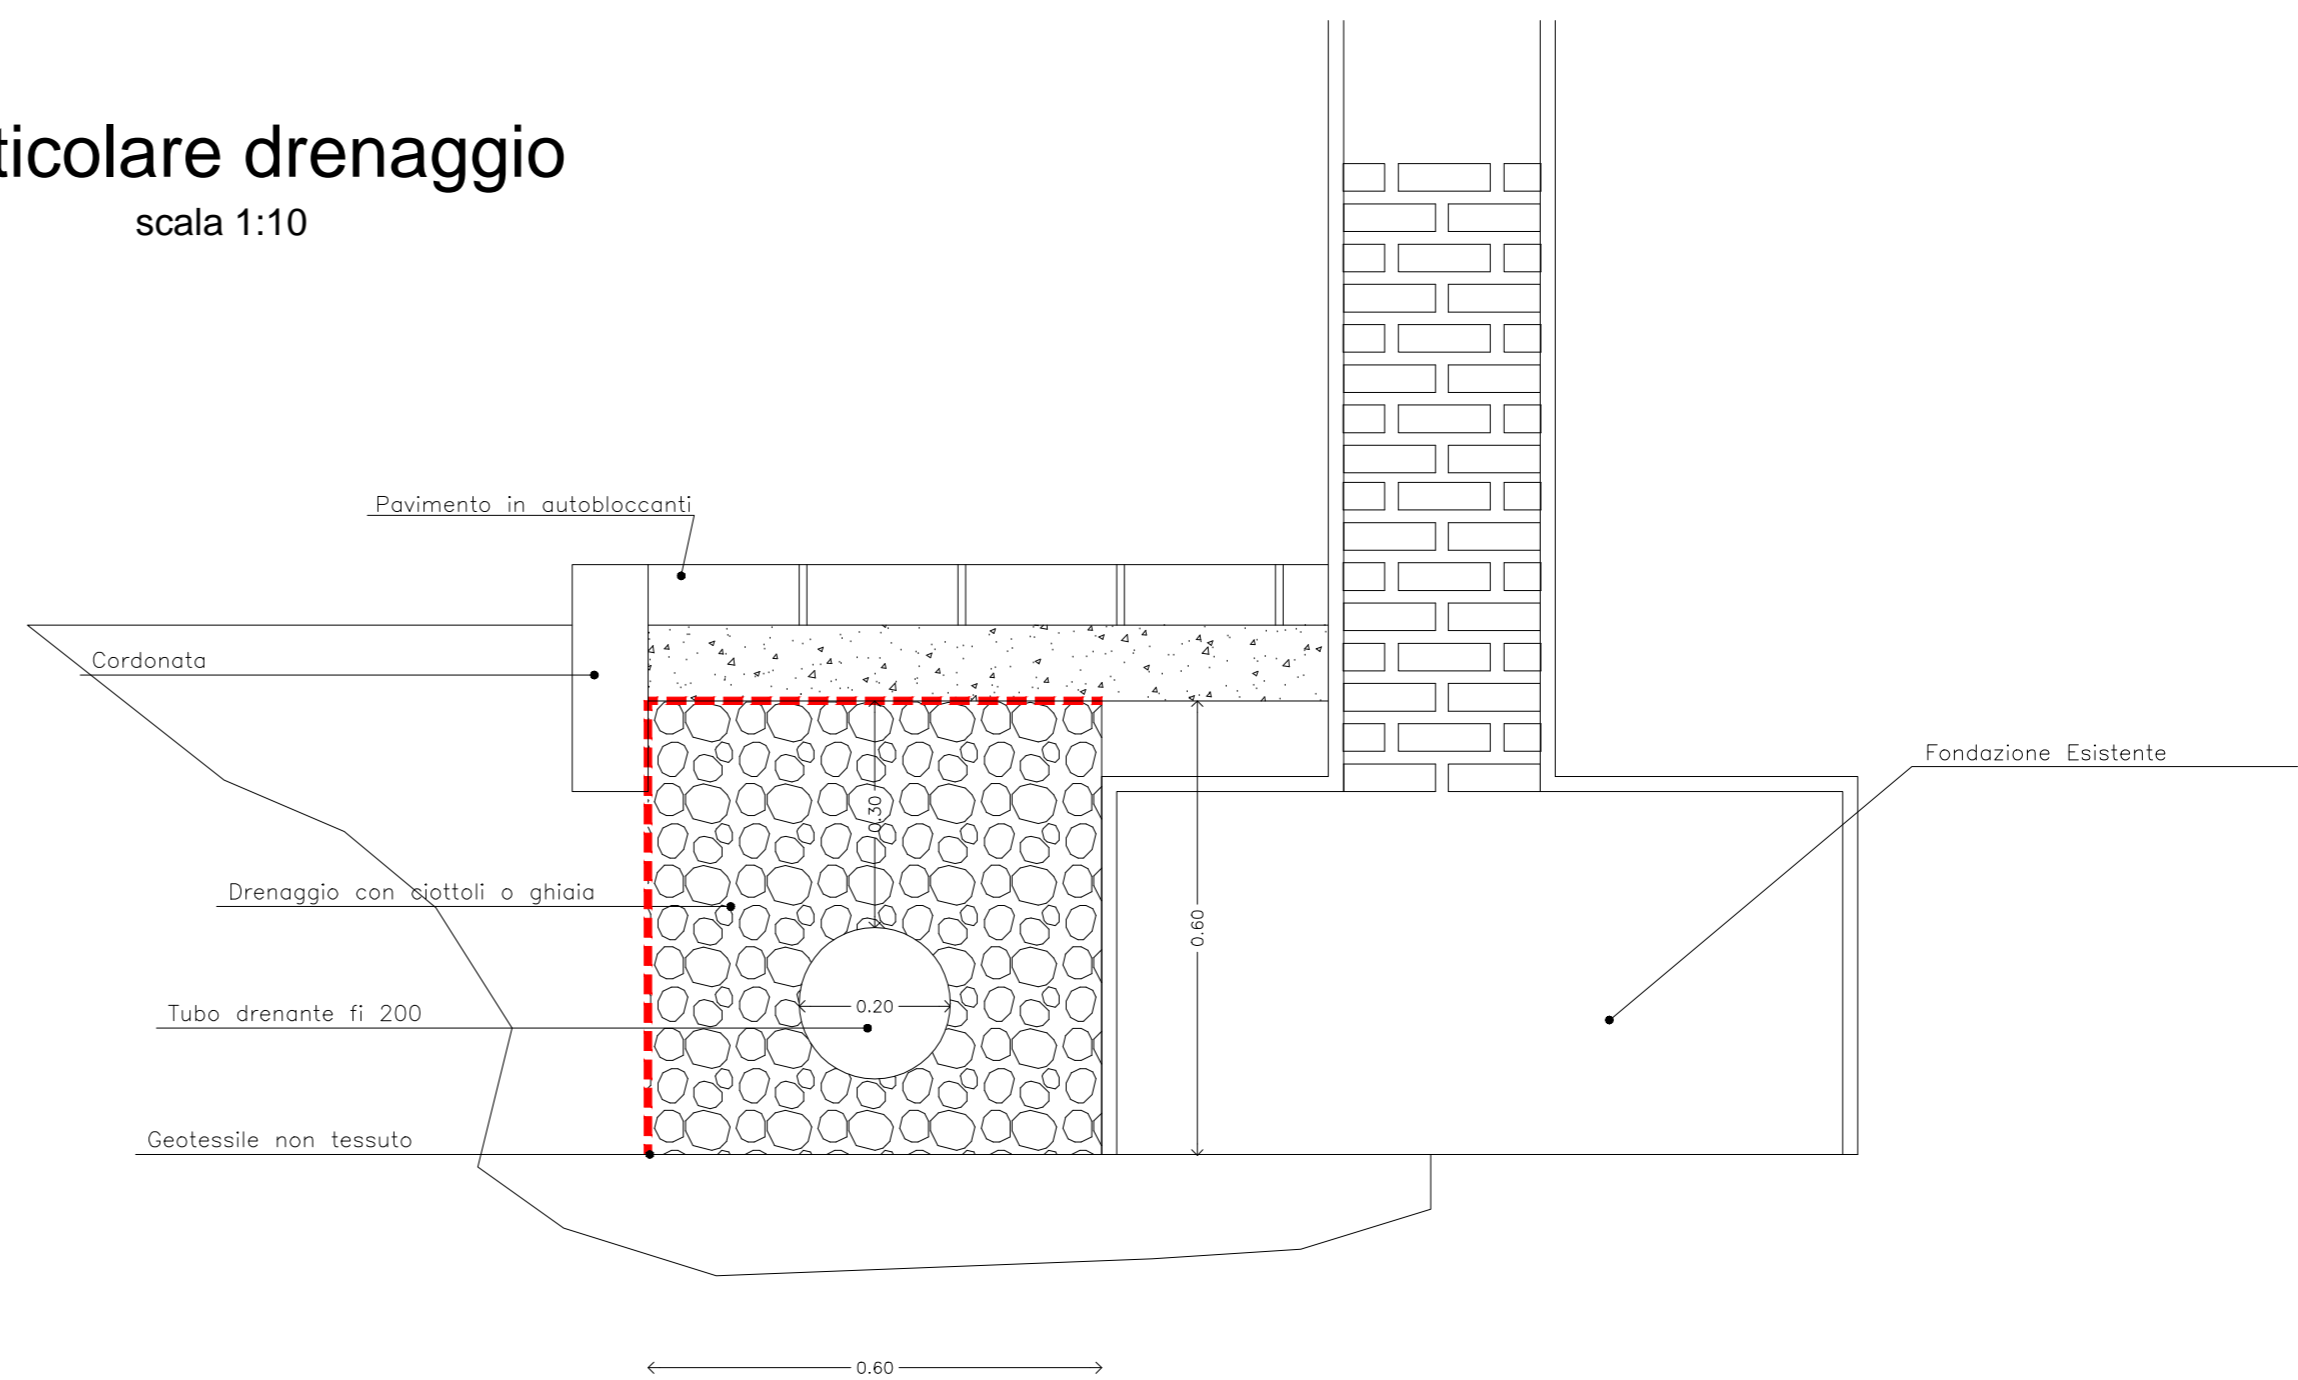 ticolare drenaggio
scala 1:10
Pavimento in autobloccanti
Cordonata
Fondazione Esistente
0.30
Drenaggio con ciottoli o ghiaia
0.60
0.20
Tubo drenante fi 200
Geotessile non tessuto
0.60